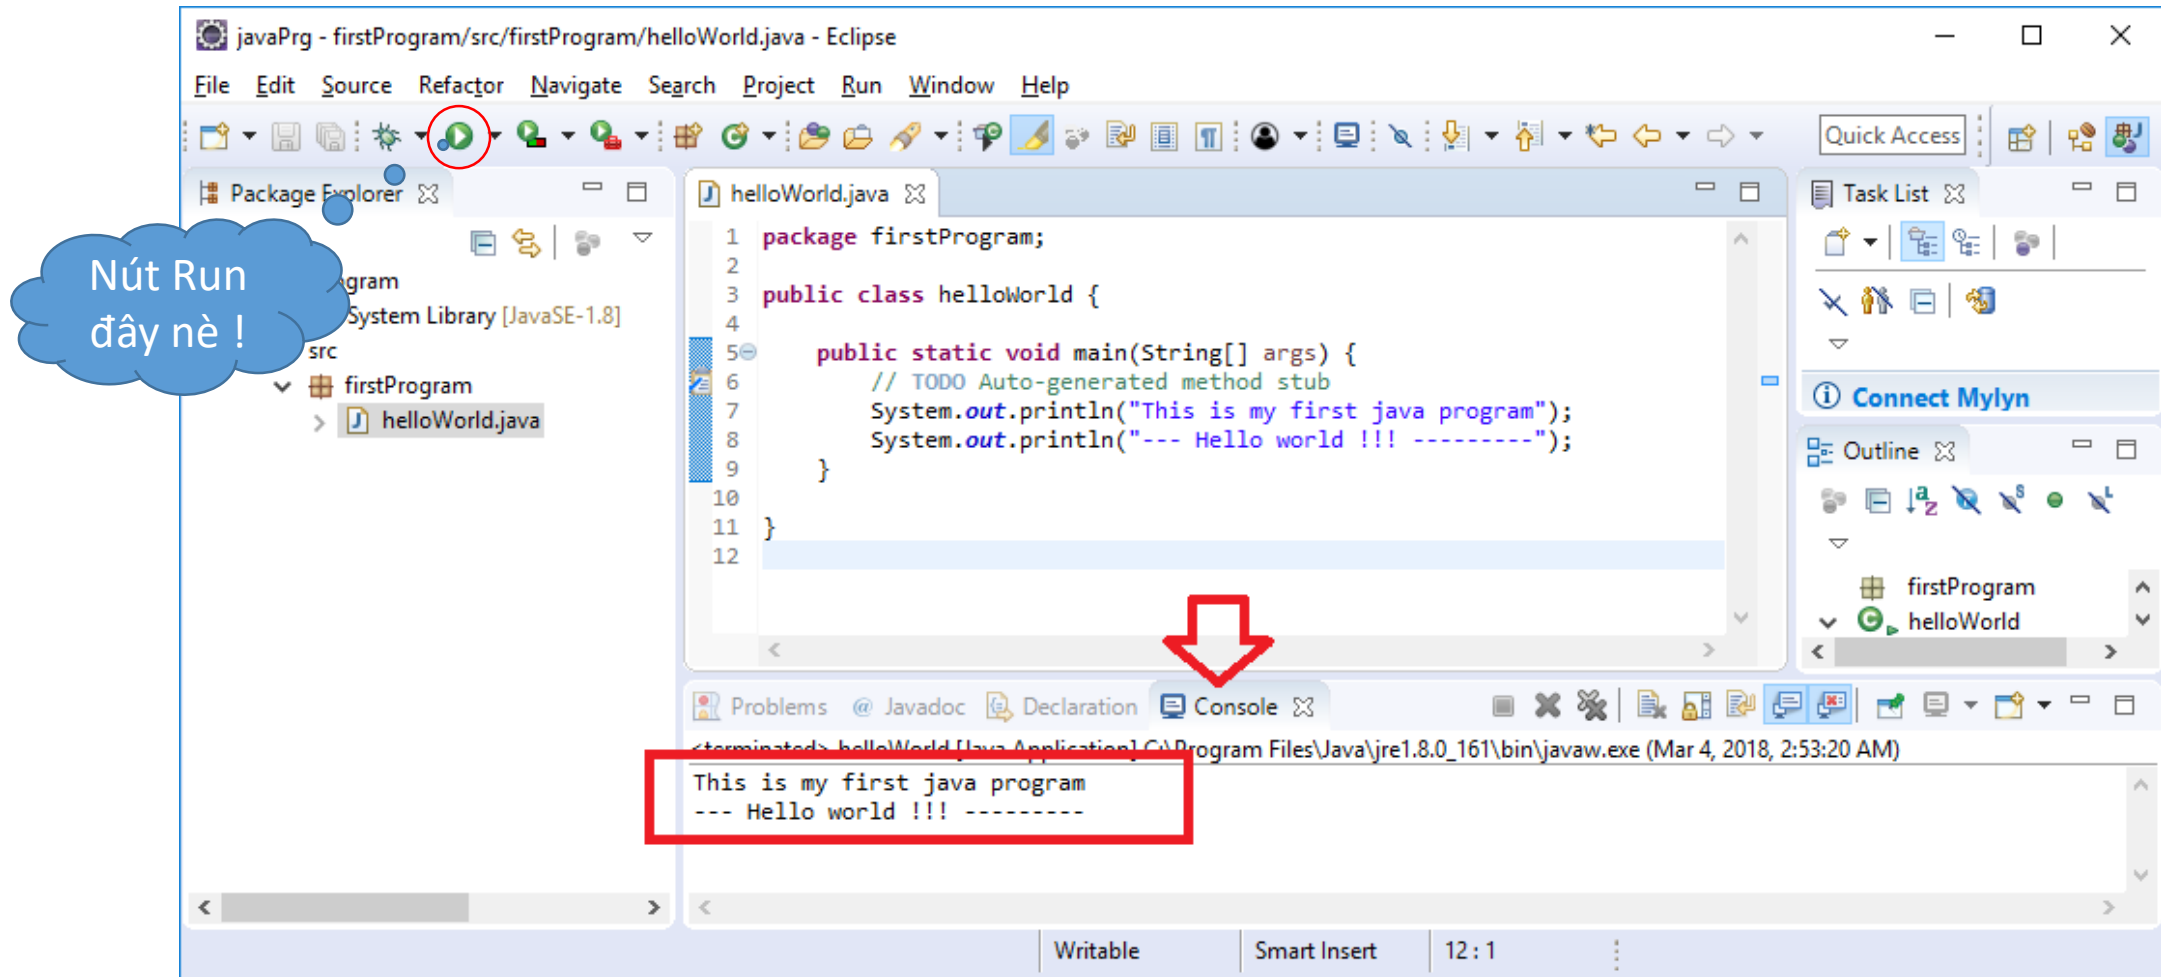 javaPrg - firstProgram/src/firstProgram/helloWorld.java - Eclipse
File Edit Source Refactor Navigate Search Project Run Window Help
Quick Access
Package Explorer
Nút Run
đây nè !
gram
System Library [JavaSE-1.8]
src
firstProgram
helloWorld.java
helloWorld.java
1 package firstProgram;
2
3 public class helloWorld {
4
5 public static void main(String[] args) {
6 // TODO Auto-generated method stub
7 System.out.println("This is my first java program");
8 System.out.println("--- Hello world !!! ---------");
9 }
10
11 }
12
Task List
Connect Mylyn
Outline
firstProgram
helloWorld
Problems @ Javadoc Declaration Console
<terminated> helloWorld [Java Application] C:\Program Files\Java\jre1.8.0_161\bin\javaw.exe (Mar 4, 2018, 2:53:20 AM)
This is my first java program
--- Hello world !!! ---------
Writable Smart Insert 12 : 1